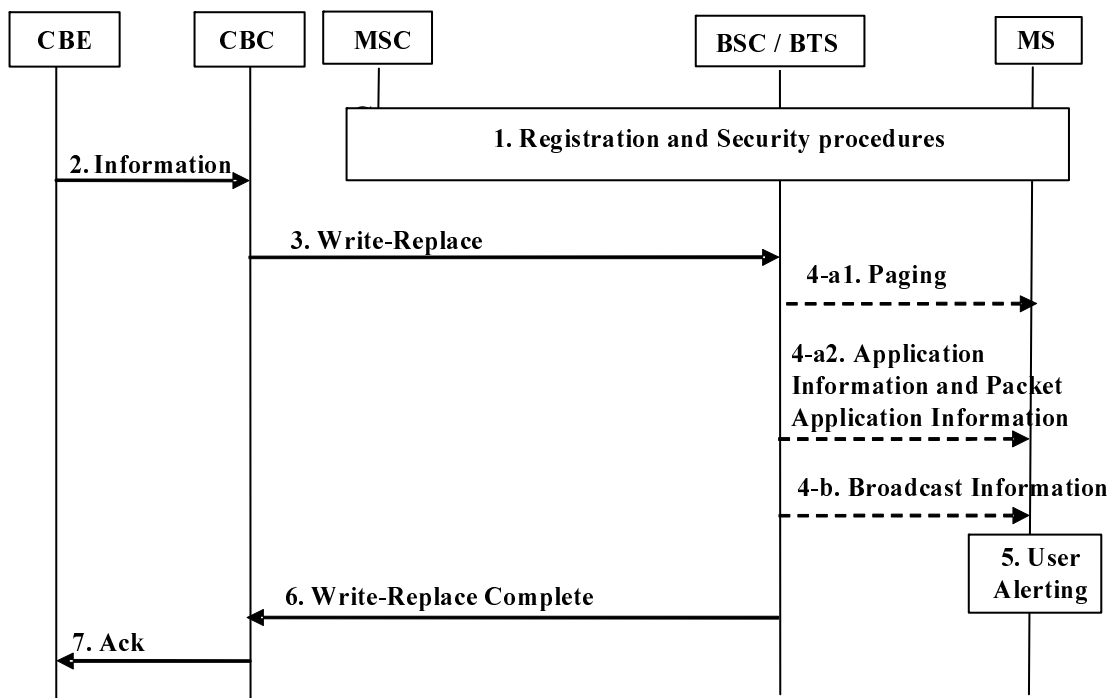 CBE
CBC
MSC
BSC / BTS
MS
1. Registration and Security procedures
2. Information
3. Write-Replace
4-a1. Paging
4-a2. Application
Information and Packet
Application Information
4-b. Broadcast Information
5. User
Alerting
6. Write-Replace Complete
7. Ack